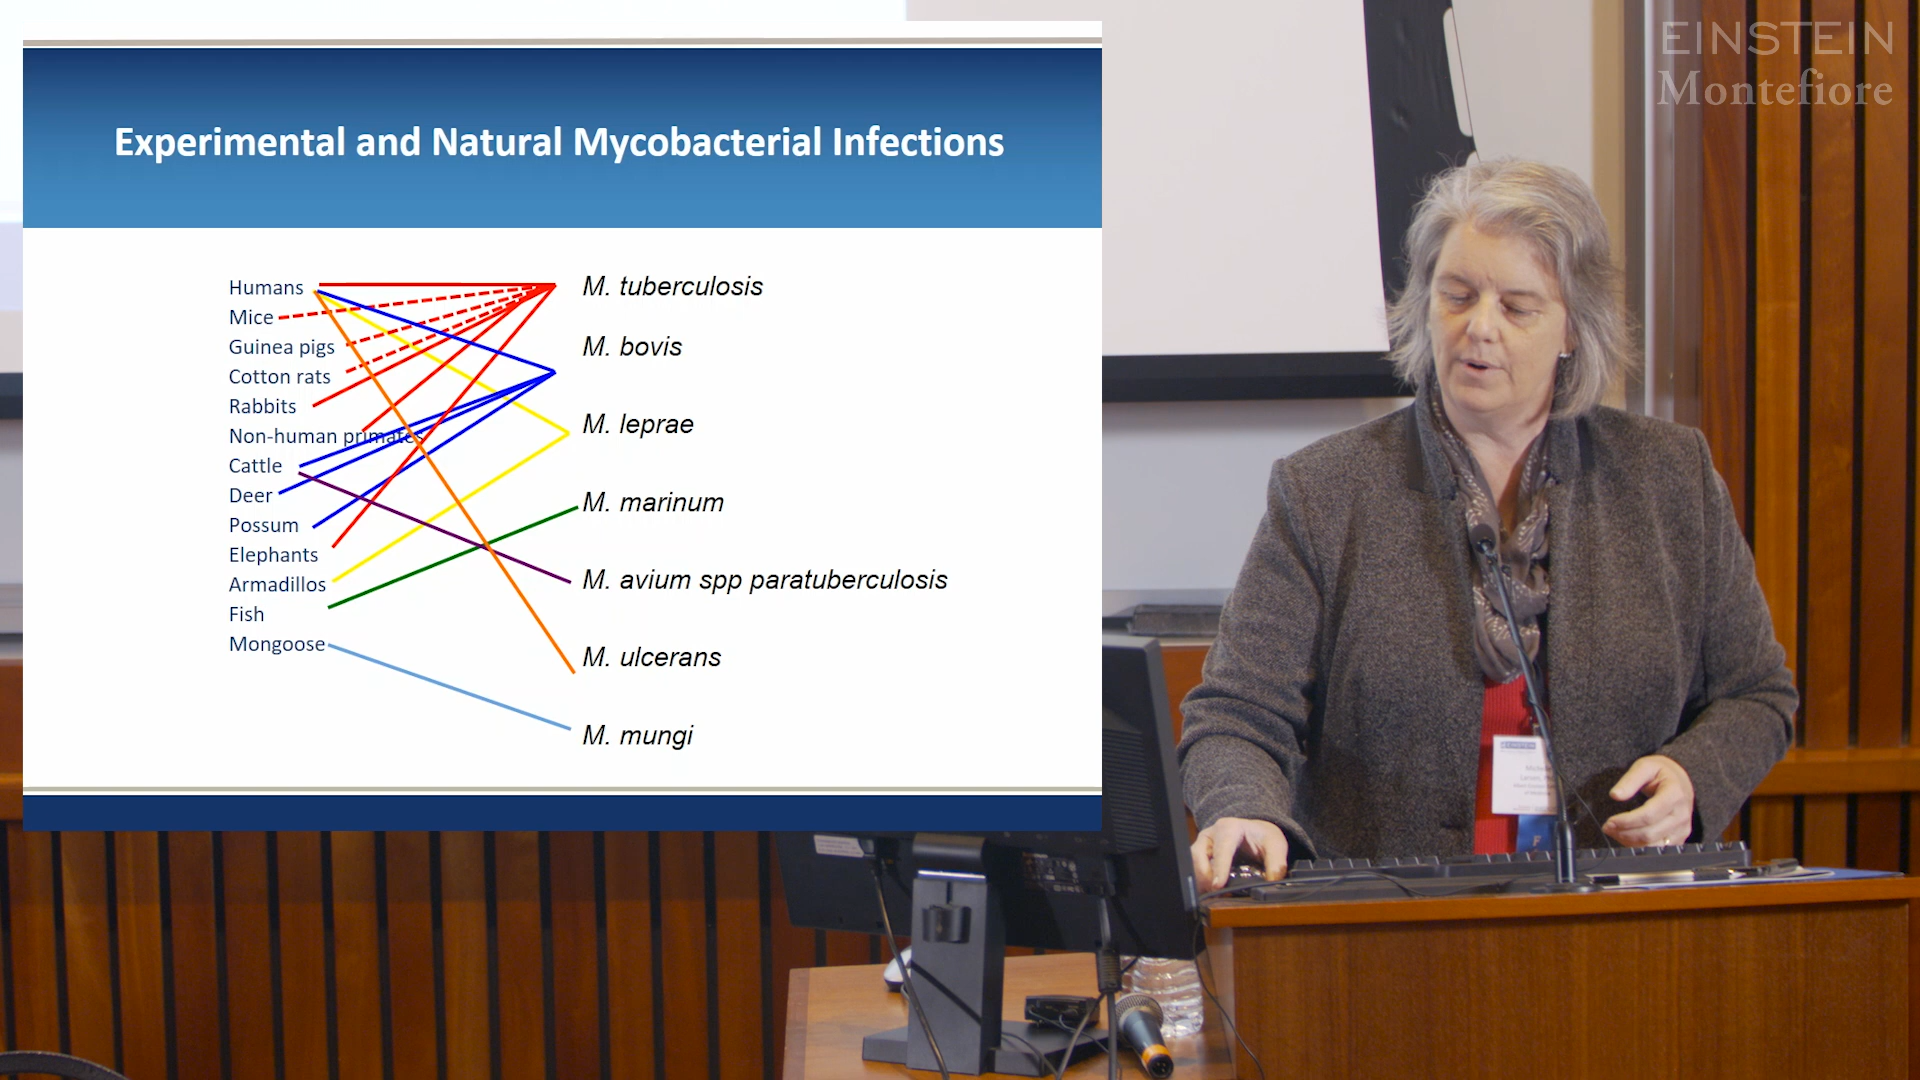 EINSTEIN
Montefiore
Experimental and Natural Mycobacterial Infections
Humans
Mice
Guinea pigs
Cotton rats
Rabbits
Non-human primates
Cattle
Deer
Possum
Elephants
Armadillos
Fish
Mongoose
M. tuberculosis
M. bovis
M. leprae
M. marinum
M. avium spp paratuberculosis
M. ulcerans
M. mungi